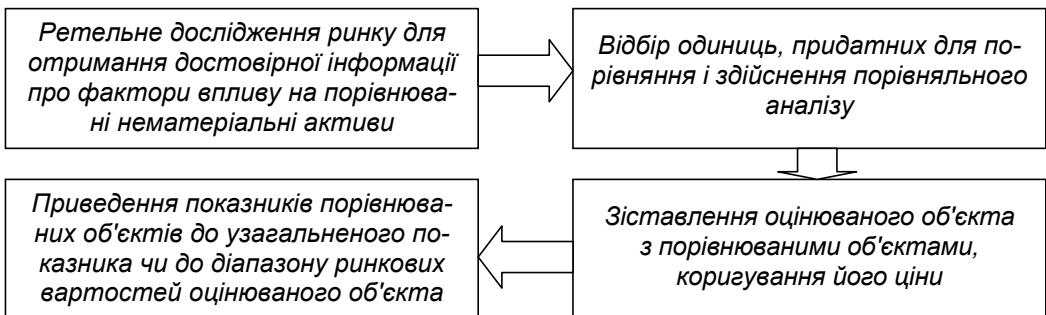 Ретельне дослідження ринку для
отримання достовірної інформації
про фактори впливу на порівнюва-
ні нематеріальні активи
Відбір одиниць, придатних для по-
рівняння і здійснення порівняльного
аналізу
Зіставлення оцінюваного об'єкта
з порівнюваними об'єктами,
коригування його ціни
Приведення показників порівнюва-
них об'єктів до узагальненого по-
казника чи до діапазону ринкових
вартостей оцінюваного об'єкта